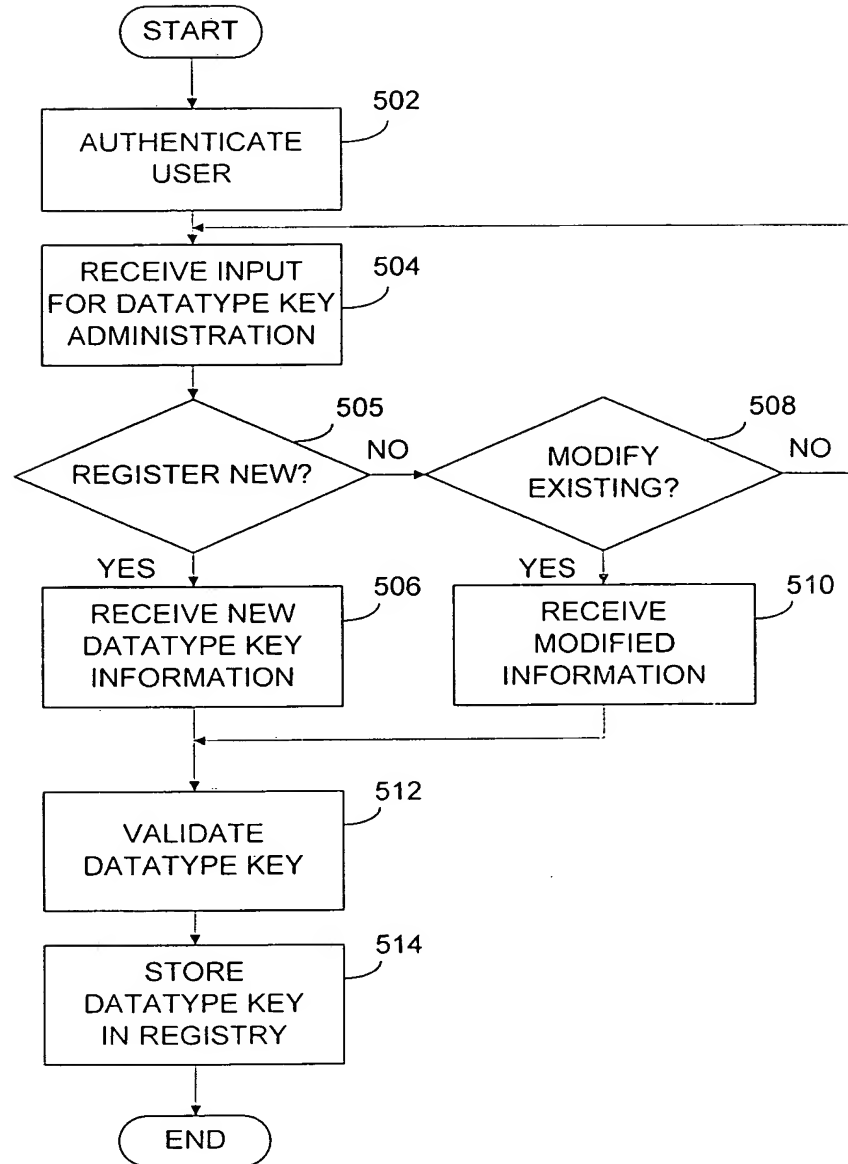 START
502
AUTHENTICATE
USER
RECEIVE INPUT
FOR DATATYPE KEY
ADMINISTRATION
504
505
REGISTER NEW?
NO
508
MODIFY
EXISTING?
NO
YES
RECEIVE NEW
DATATYPE KEY
INFORMATION
506
YES
RECEIVE
MODIFIED
INFORMATION
510
512
VALIDATE
DATATYPE KEY
514
STORE
DATATYPE KEY
IN REGISTRY
END